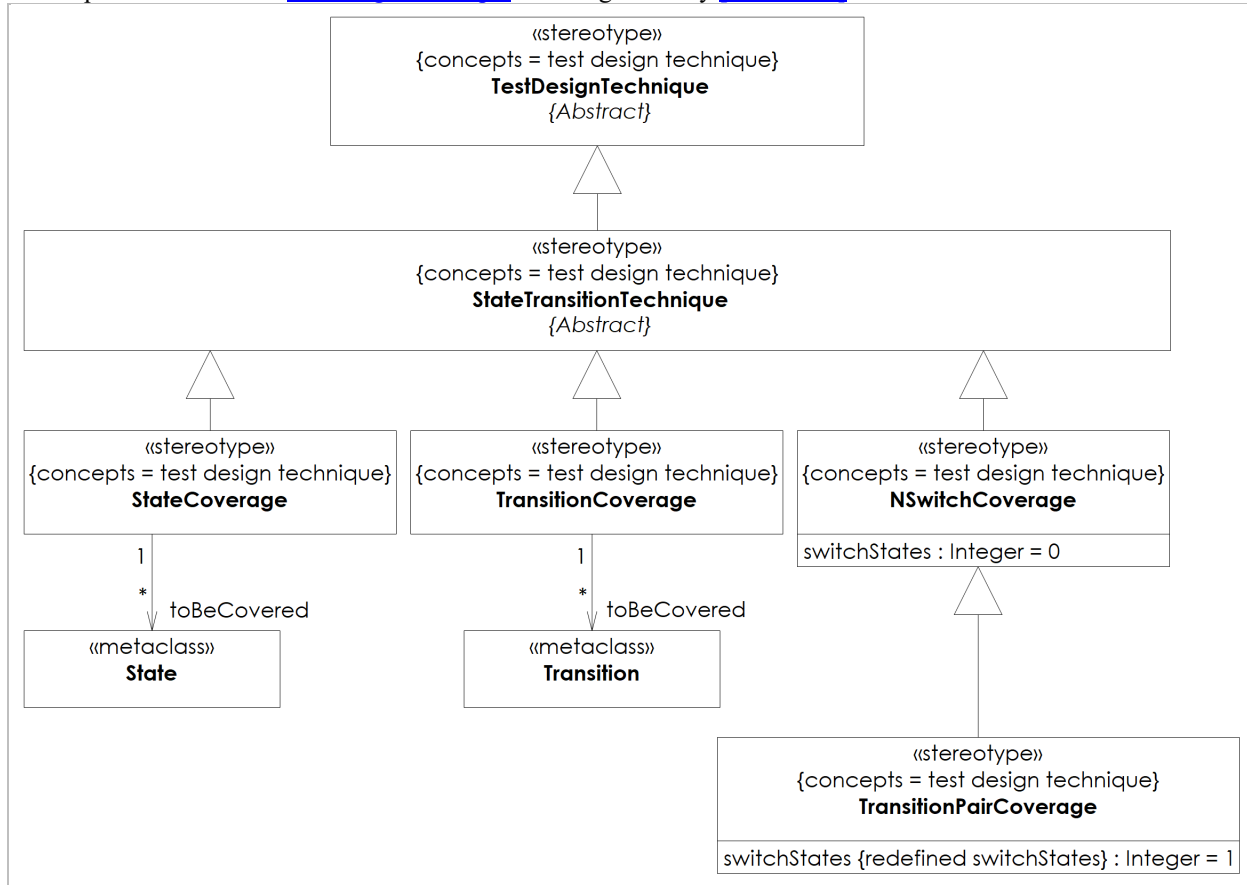 «stereotype»
{concepts = test design technique}
TestDesignTechnique
{Abstract}
«stereotype»
{concepts = test design technique}
StateTransitionTechnique
{Abstract}
«stereotype»
{concepts = test design technique}
StateCoverage
«stereotype»
{concepts = test design technique}
TransitionCoverage
«stereotype»
{concepts = test design technique}
NSwitchCoverage
switchStates : Integer = 0
1
*
toBeCovered
1
*
toBeCovered
«metaclass»
State
«metaclass»
Transition
«stereotype»
{concepts = test design technique}
TransitionPairCoverage
switchStates {redefined switchStates} : Integer = 1